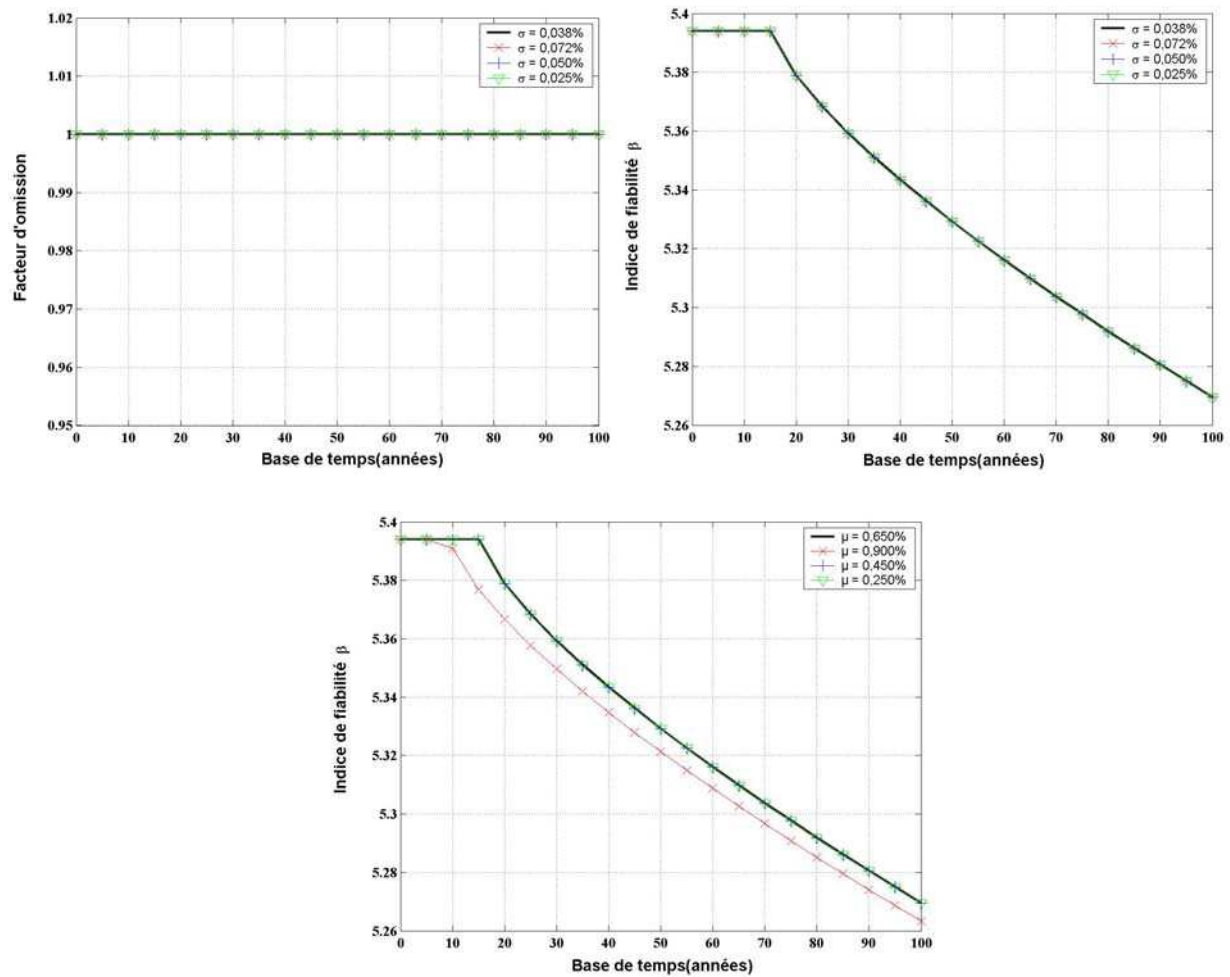 1.02
1.01
1
0.99
0.98
0.97
0.96
0.95
Facteur d'omission
σ = 0,038%
σ = 0,072%
σ = 0,050%
σ = 0,025%
0 10 20 30 40 50 60 70 80 90 100
Base de temps(années)
5.4
5.38
5.36
5.34
5.32
5.3
5.28
5.26
Indice de fiabilité β
σ = 0,038%
σ = 0,072%
σ = 0,050%
σ = 0,025%
0 10 20 30 40 50 60 70 80 90 100
Base de temps(années)
5.4
5.38
5.36
5.34
5.32
5.3
5.28
5.26
Indice de fiabilité β
μ = 0,650%
μ = 0,900%
μ = 0,450%
μ = 0,250%
0 10 20 30 40 50 60 70 80 90 100
Base de temps(années)